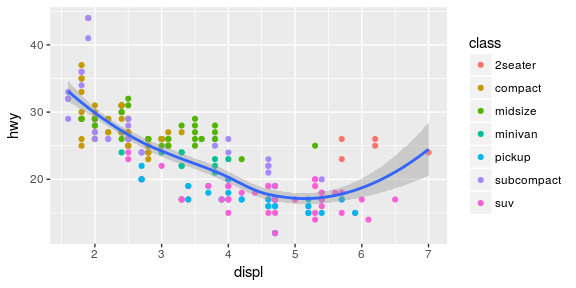 hwy
40
30
20
2
3
4
5
6
7
displ
class
2seater
compact
midsize
minivan
pickup
subcompact
suv